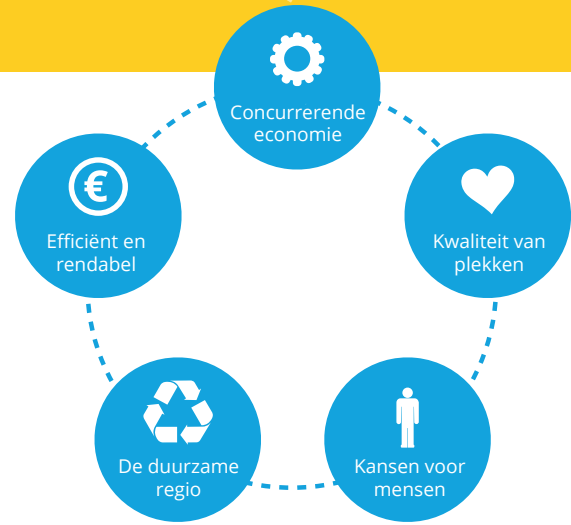 Concurrerende
economie
€
Efficiënt en
rendabel
Kwaliteit van
plekken
De duurzame
regio
Kansen voor
mensen